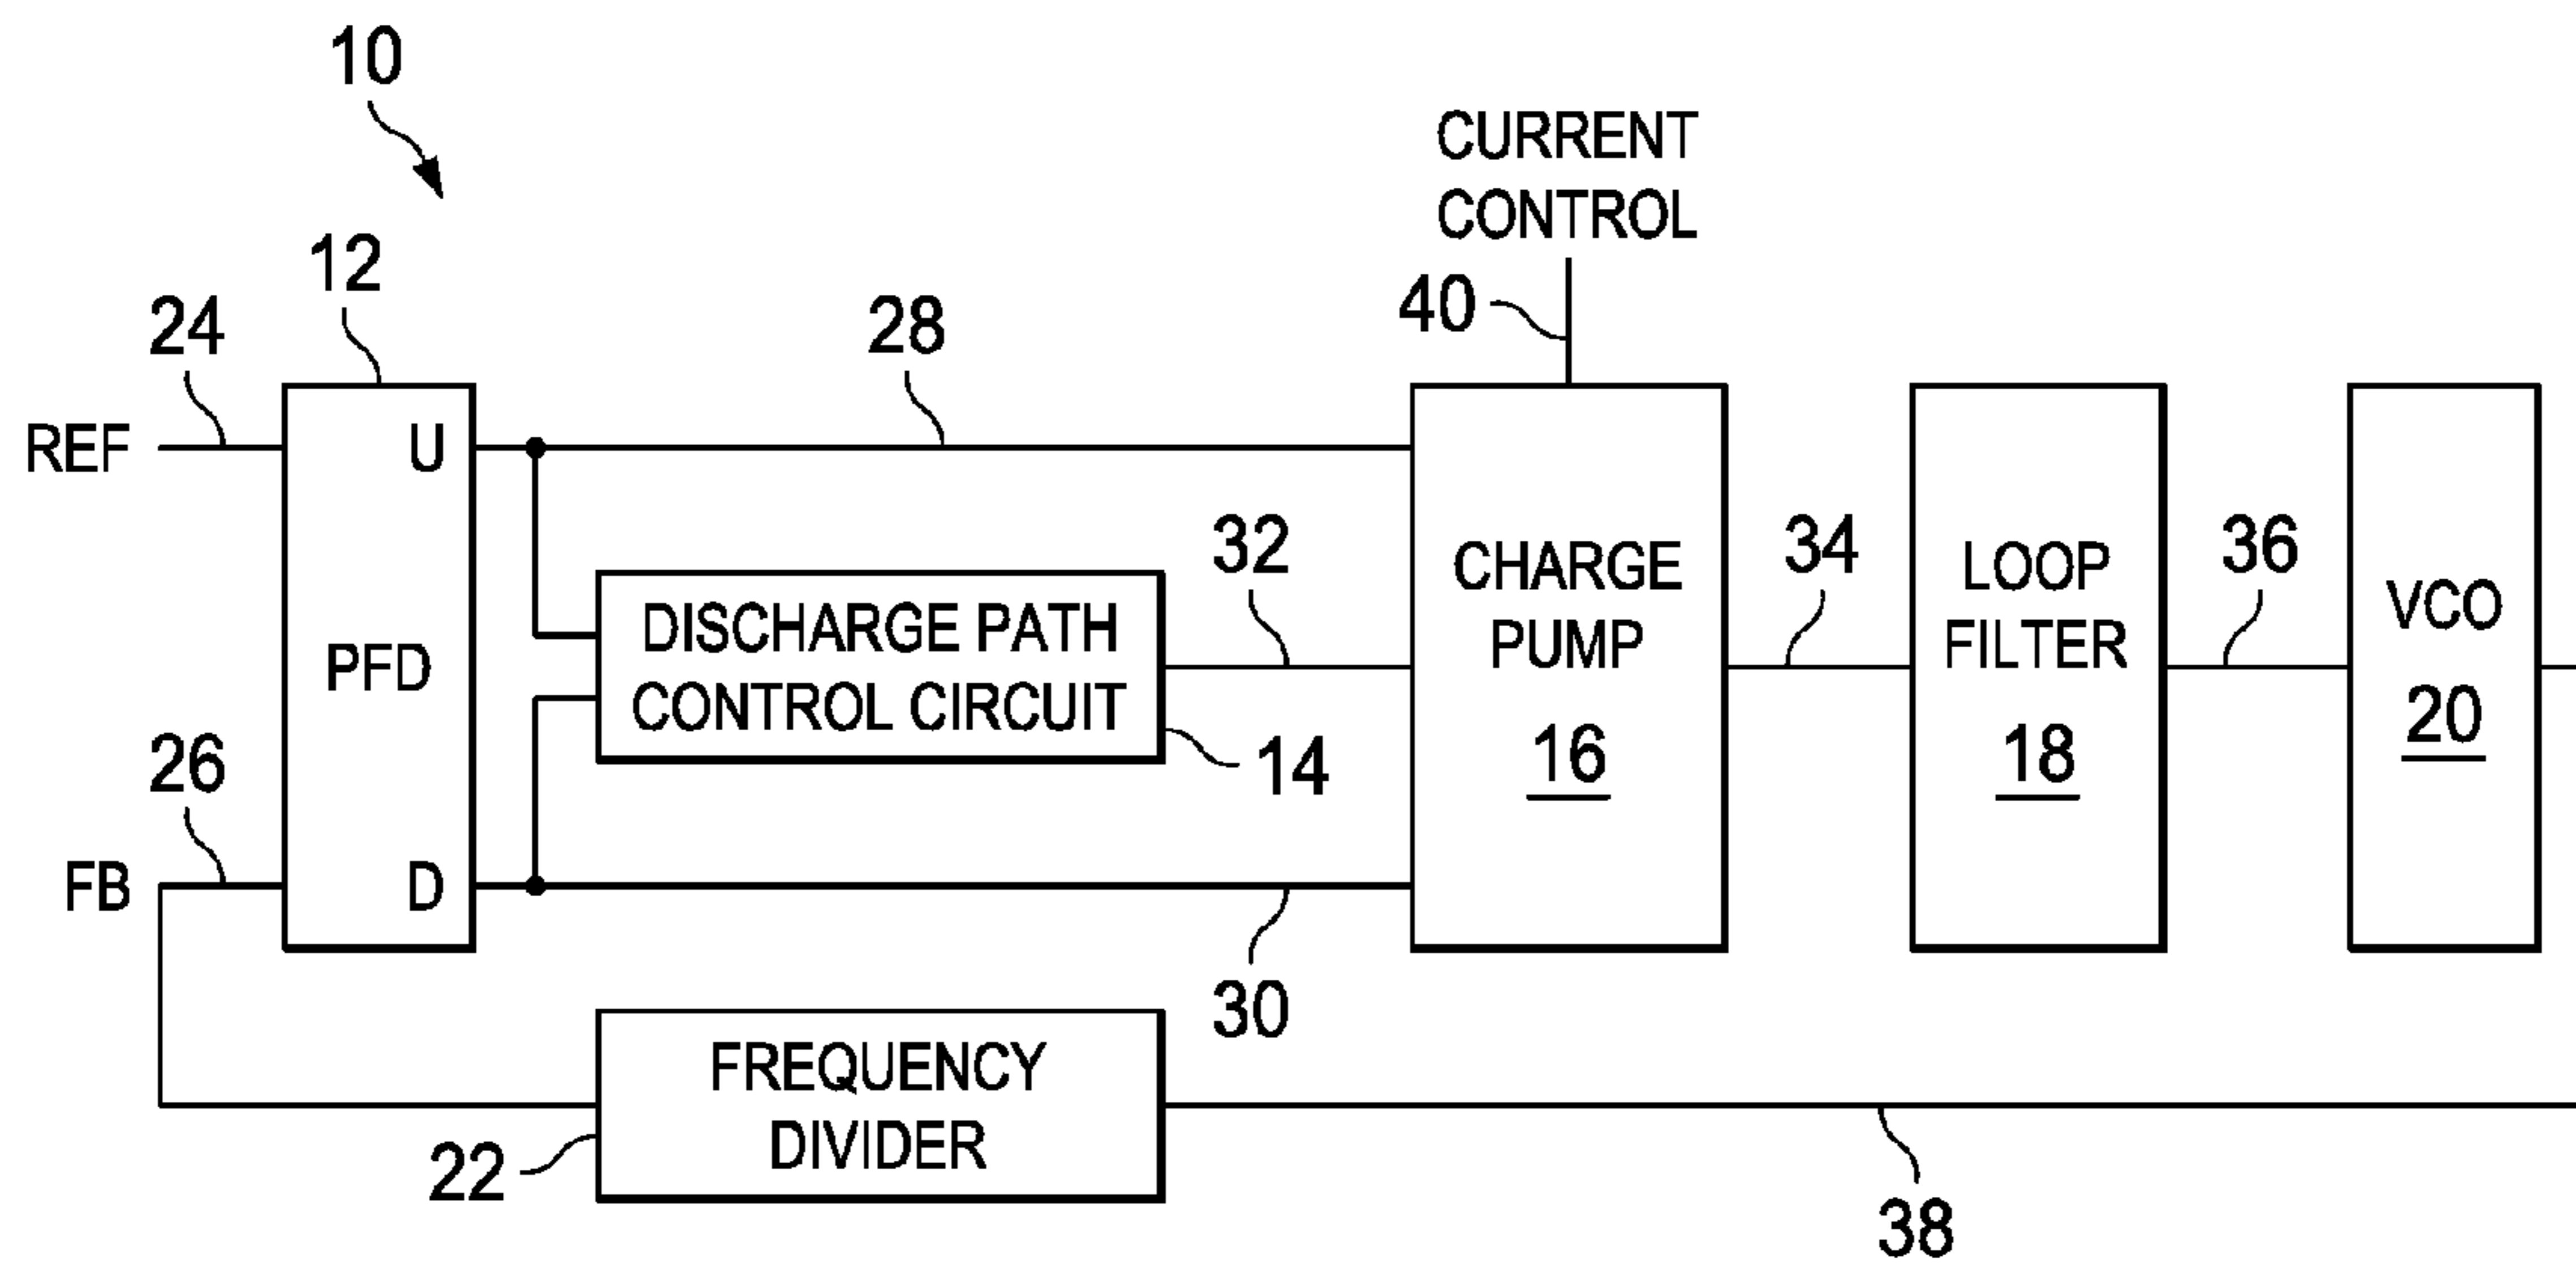 10
CURRENT
CONTROL
12
24
28
40
REF
U
32
34
36
CHARGE
PUMP
16
LOOP
FILTER
18
VCO
20
DISCHARGE PATH
CONTROL CIRCUIT
PFD
26
14
FB
D
30
FREQUENCY
DIVIDER
22
38